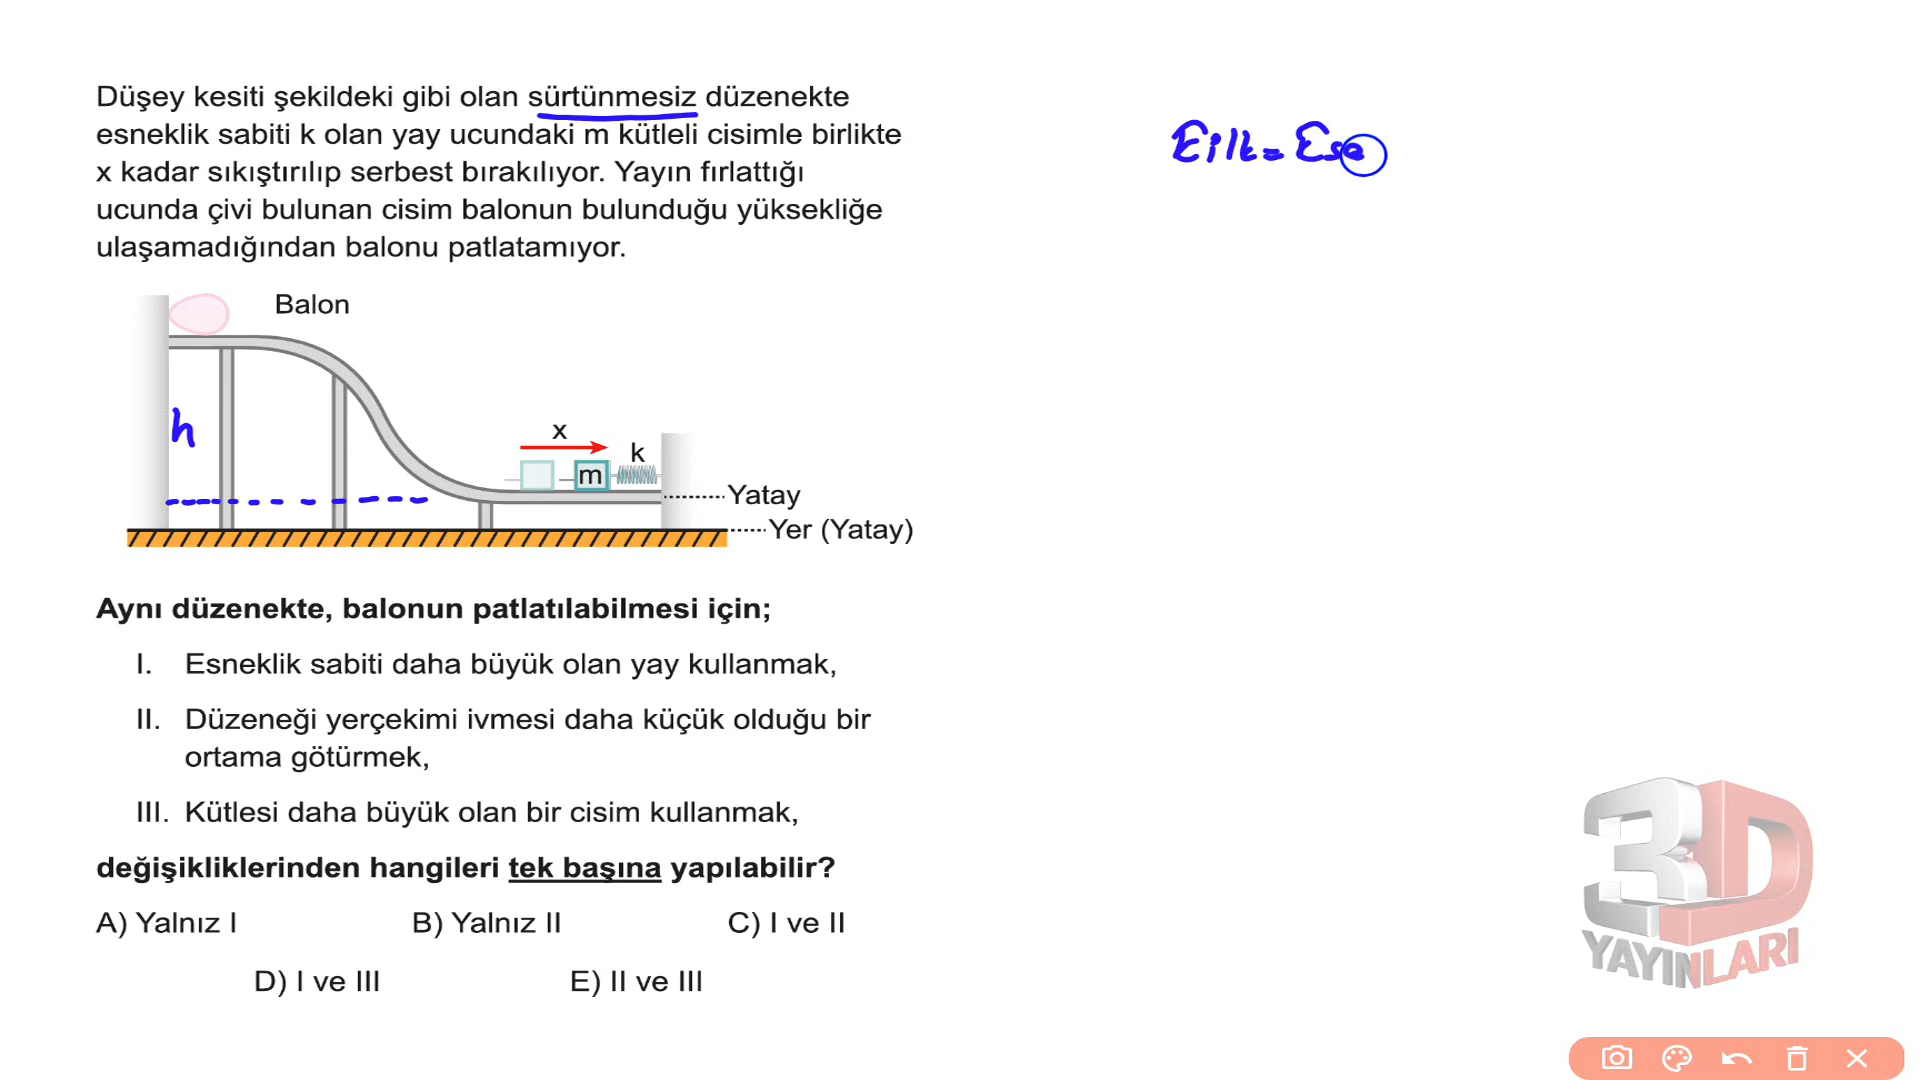 Düşey kesiti şekildeki gibi olan sürtünmesiz düzenekte
esneklik sabiti k olan yay ucundaki m kütleli cisimle birlikte
x kadar sıkıştırılıp serbest bırakılıyor. Yayın fırlattığı
ucunda çivi bulunan cisim balonun bulunduğu yüksekliğe
ulaşamadığından balonu patlatamıyor.
Eilk = Eso
Balon
h
x
k
m
Yatay
Yer (Yatay)
Aynı düzenekte, balonun patlatılabilmesi için;
I. Esneklik sabiti daha büyük olan yay kullanmak,
II. Düzeneği yerçekimi ivmesi daha küçük olduğu bir
ortama götürmek,
III. Kütlesi daha büyük olan bir cisim kullanmak,
değişikliklerinden hangileri tek başına yapılabilir?
A) Yalnız I B) Yalnız II C) I ve II
D) I ve III E) II ve III
3D
YAYINLARI